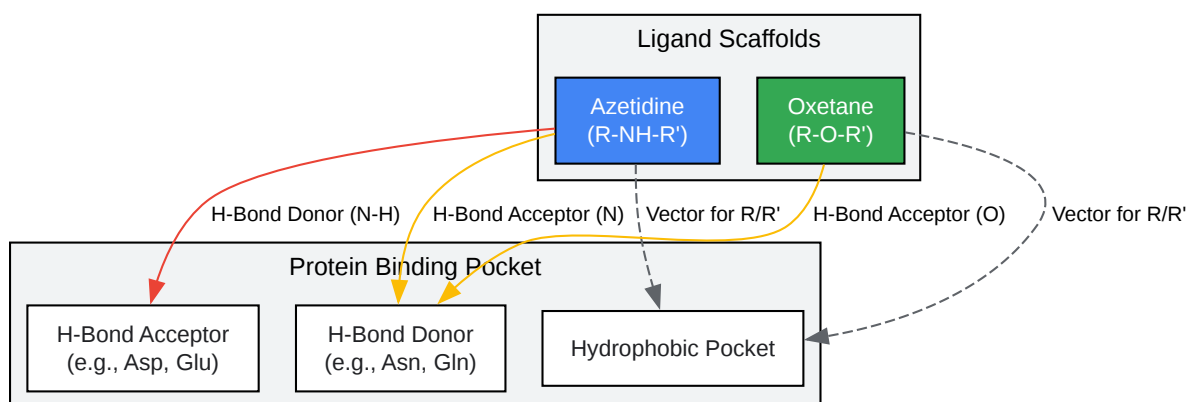 Ligand Scaffolds
Azetidine
(R-NH-R')
Oxetane
(R-O-R')
H-Bond Donor (N-H)
H-Bond Acceptor (N)
Vector for R/R'
H-Bond Acceptor (O)
Vector for R/R'
Protein Binding Pocket
H-Bond Acceptor
(e.g., Asp, Glu)
H-Bond Donor
(e.g., Asn, Gln)
Hydrophobic Pocket